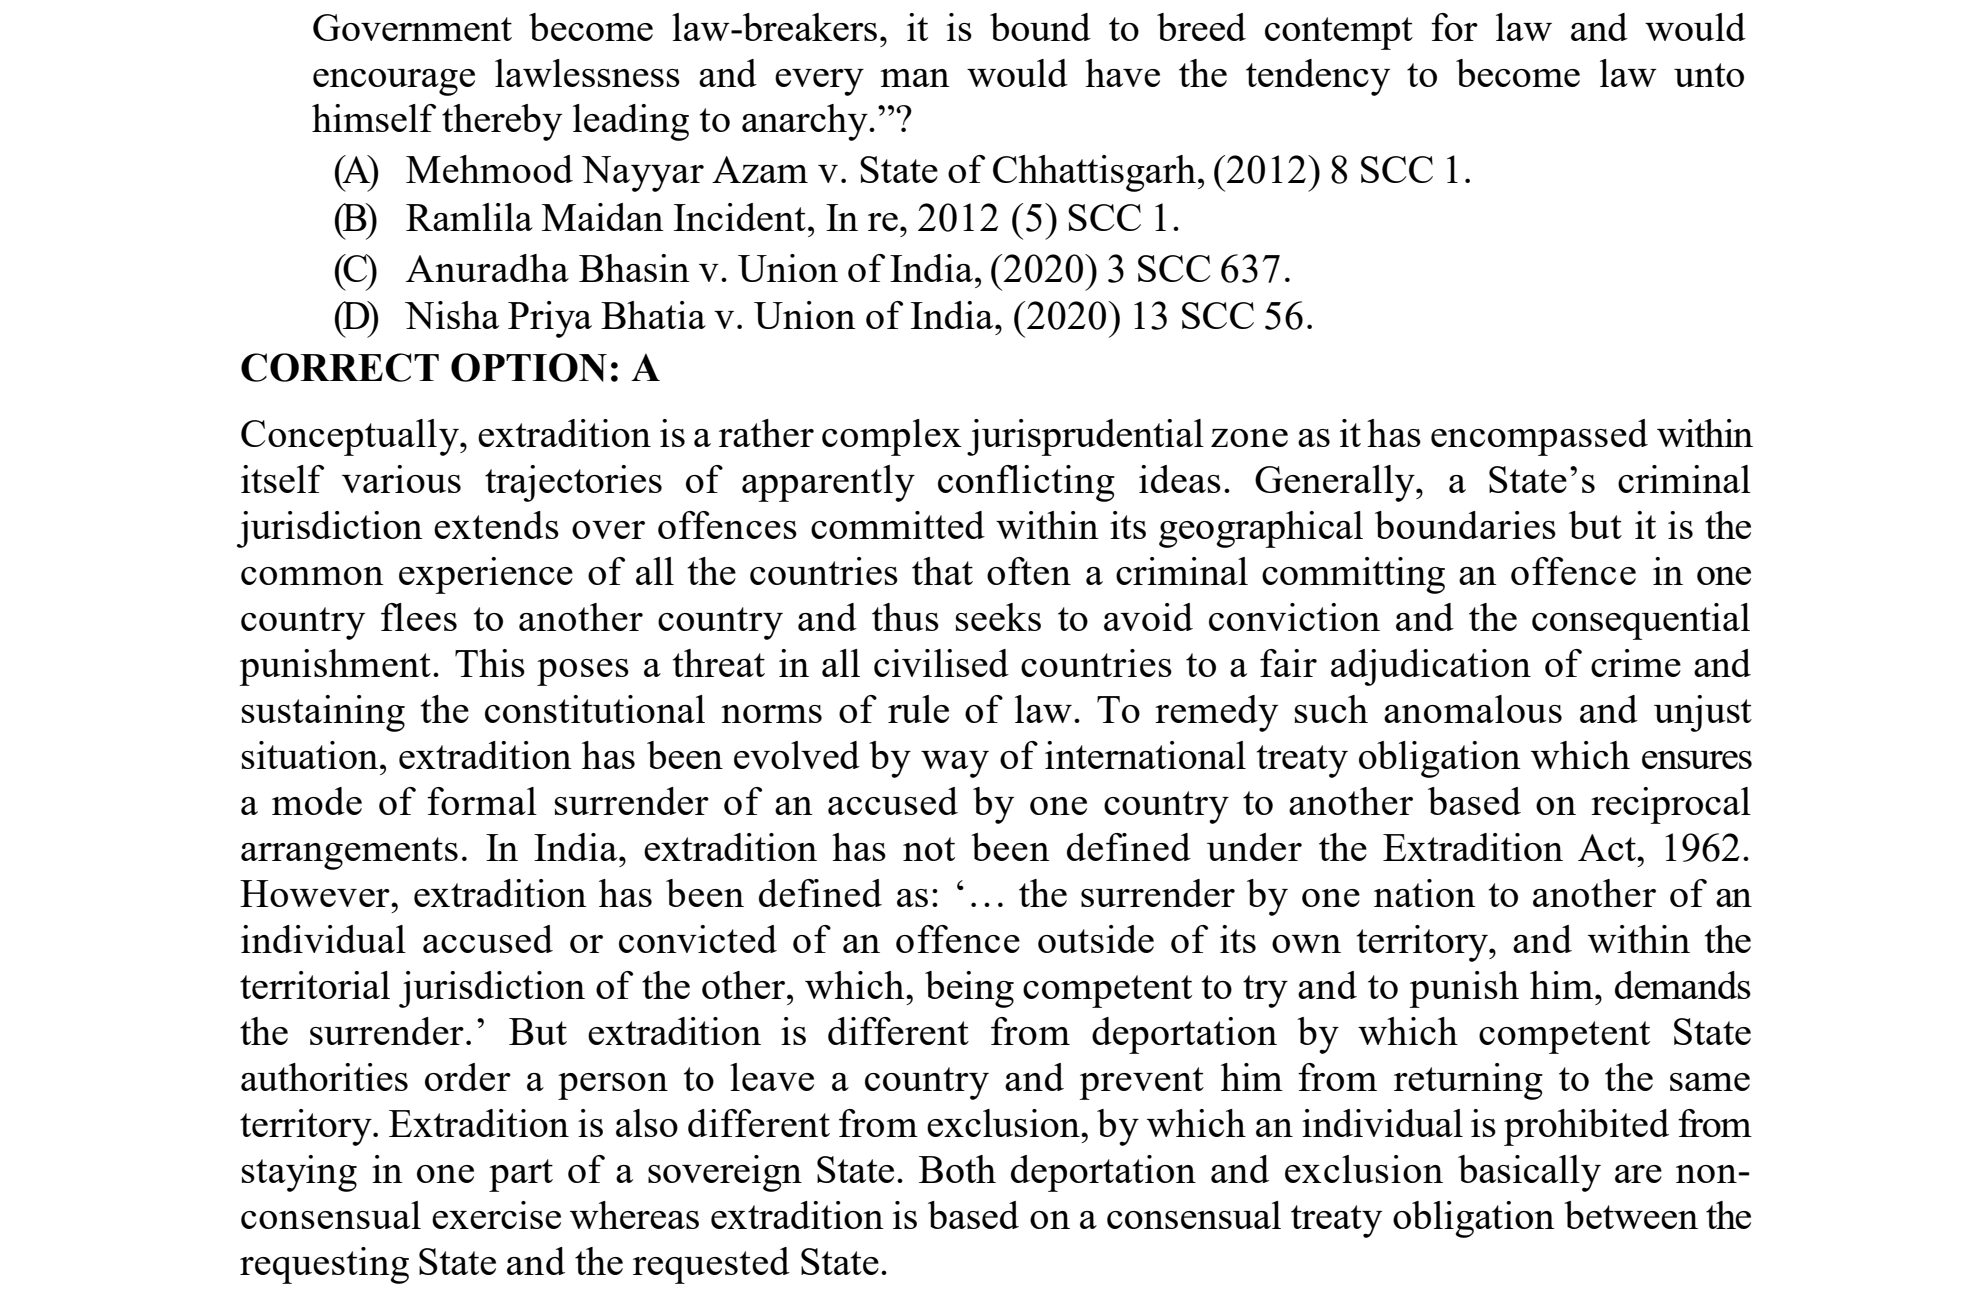 Government become law-breakers, it is bound to breed contempt for law and would
encourage lawlessness and every man would have the tendency to become law unto
himself thereby leading to anarchy.”?
(A) Mehmood Nayyar Azam v. State of Chhattisgarh, (2012) 8 SCC 1.
(B) Ramlila Maidan Incident, In re, 2012 (5) SCC 1.
(C) Anuradha Bhasin v. Union of India, (2020) 3 SCC 637.
(D) Nisha Priya Bhatia v. Union of India, (2020) 13 SCC 56.
CORRECT OPTION: A
Conceptually, extradition is a rather complex jurisprudential zone as it has encompassed within
itself various trajectories of apparently conflicting ideas. Generally, a State’s criminal
jurisdiction extends over offences committed within its geographical boundaries but it is the
common experience of all the countries that often a criminal committing an offence in one
country flees to another country and thus seeks to avoid conviction and the consequential
punishment. This poses a threat in all civilised countries to a fair adjudication of crime and
sustaining the constitutional norms of rule of law. To remedy such anomalous and unjust
situation, extradition has been evolved by way of international treaty obligation which ensures
a mode of formal surrender of an accused by one country to another based on reciprocal
arrangements. In India, extradition has not been defined under the Extradition Act, 1962.
However, extradition has been defined as: ‘… the surrender by one nation to another of an
individual accused or convicted of an offence outside of its own territory, and within the
territorial jurisdiction of the other, which, being competent to try and to punish him, demands
the surrender.’ But extradition is different from deportation by which competent State
authorities order a person to leave a country and prevent him from returning to the same
territory. Extradition is also different from exclusion, by which an individual is prohibited from
staying in one part of a sovereign State. Both deportation and exclusion basically are non-
consensual exercise whereas extradition is based on a consensual treaty obligation between the
requesting State and the requested State.